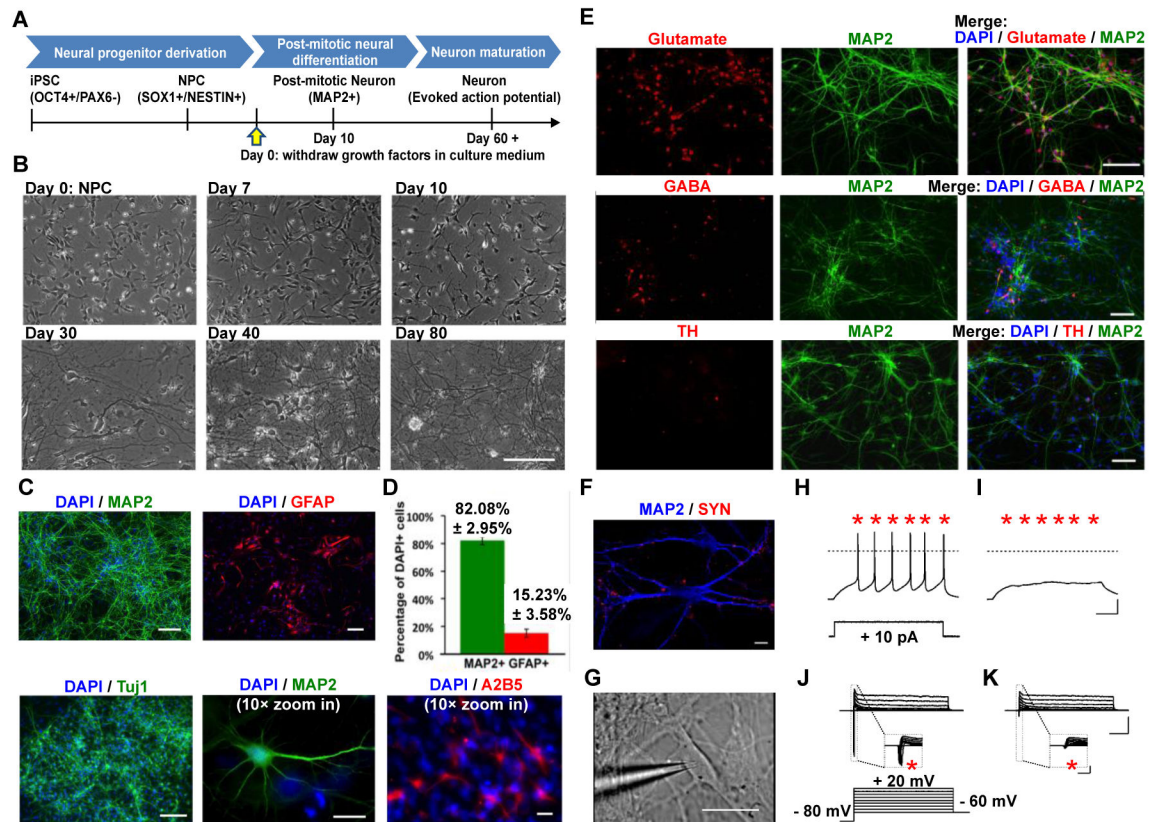 A
Neural progenitor derivation
Post-mitotic neural
differentiation
Neuron maturation
iPSC
(OCT4+/PAX6-)
NPC
(SOX1+/NESTIN+)
Post-mitotic Neuron
(MAP2+)
Neuron
(Evoked action potential)
Day 10
Day 60 +
Day 0: withdraw growth factors in culture medium
B
Day 0: NPC
Day 7
Day 10
Day 30
Day 40
Day 80
C
DAPI / MAP2
DAPI / GFAP
DAPI / Tuj1
DAPI / MAP2
(10× zoom in)
DAPI / A2B5
(10× zoom in)
D
82.08%
± 2.95%
15.23%
± 3.58%
Percentage of DAPI+ cells
100%
80%
60%
40%
20%
0%
MAP2+ GFAP+
E
Glutamate
MAP2
Merge:
DAPI / Glutamate / MAP2
GABA
MAP2
Merge: DAPI / GABA / MAP2
TH
MAP2
Merge: DAPI / TH / MAP2
F
MAP2 / SYN
G
H
* * * * * *
+ 10 pA
I
* * * * * *
J
*
+ 20 mV
- 80 mV
- 60 mV
K
*